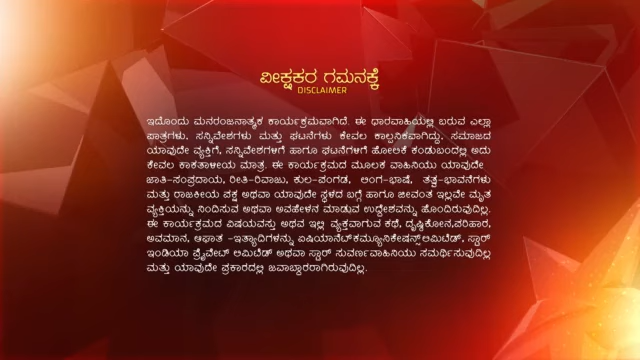 ವೀಕ್ಷಕರ ಗಮನಕ್ಕೆ
DISCLAIMER
ಇದೊಂದು ಮನರಂಜನಾತ್ಮಕ ಕಾರ್ಯಕ್ರಮವಾಗಿದೆ. ಈ ಧಾರವಾಹಿಯಲ್ಲಿ ಬರುವ ಎಲ್ಲಾ
ಪಾತ್ರಗಳು, ಸನ್ನಿವೇಶಗಳು ಮತ್ತು ಘಟನೆಗಳು ಕೇವಲ ಕಾಲ್ಪನಿಕವಾಗಿದ್ದು, ಸಮಾಜದ
ಯಾವುದೇ ವ್ಯಕ್ತಿಗೆ, ಸನ್ನಿವೇಶಗಳಿಗೆ ಹಾಗೂ ಘಟನೆಗಳಿಗೆ ಹೋಲಿಕೆ ಕಂಡುಬಂದಲ್ಲಿ ಅದು
ಕೇವಲ ಕಾಕತಾಳೀಯ ಮಾತ್ರ. ಈ ಕಾರ್ಯಕ್ರಮದ ಮೂಲಕ ವಾಹಿನಿಯು ಯಾವುದೇ
ಜಾತಿ-ಸಂಪ್ರದಾಯ, ರೀತಿ-ರಿವಾಜು, ಕುಲ-ಪಂಗಡ, ಲಿಂಗ-ಭಾಷೆ, ತತ್ವ-ಭಾವನೆಗಳು
ಮತ್ತು ರಾಜಕೀಯ ಪಕ್ಷ ಅಥವಾ ಯಾವುದೇ ಸ್ಥಳದ ಬಗ್ಗೆ ಹಾಗೂ ಜೀವಂತ ಇಲ್ಲವೇ ಮೃತ
ವ್ಯಕ್ತಿಯನ್ನು ನಿಂದಿಸುವ ಅಥವಾ ಅವಹೇಳನ ಮಾಡುವ ಉದ್ದೇಶವನ್ನು ಹೊಂದಿರುವುದಿಲ್ಲ.
ಈ ಕಾರ್ಯಕ್ರಮದ ವಿಷಯವಸ್ತು ಅಥವ ಇಲ್ಲಿ ವ್ಯಕ್ತವಾಗುವ ಕಥೆ, ದೃಷ್ಟಿಕೋನ,ಪರಿಹಾರ,
ಅವಮಾನ, ಆಘಾತ -ಇತ್ಯಾದಿಗಳನ್ನು ಏಷಿಯಾನೆಟ್‌ಕಮ್ಯೂನಿಕೇಷನ್ಸ್ ಲಿಮಿಟೆಡ್, ಸ್ಟಾರ್
ಇಂಡಿಯಾ ಪ್ರೈವೇಟ್ ಲಿಮಿಟೆಡ್ ಅಥವಾ ಸ್ಟಾರ್ ಸುವರ್ಣವಾಹಿನಿಯು ಸಮರ್ಥಿಸುವುದಿಲ್ಲ
ಮತ್ತು ಯಾವುದೇ ಪ್ರಕಾರದಲ್ಲಿ ಜವಾಬ್ದಾರರಾಗಿರುವುದಿಲ್ಲ.